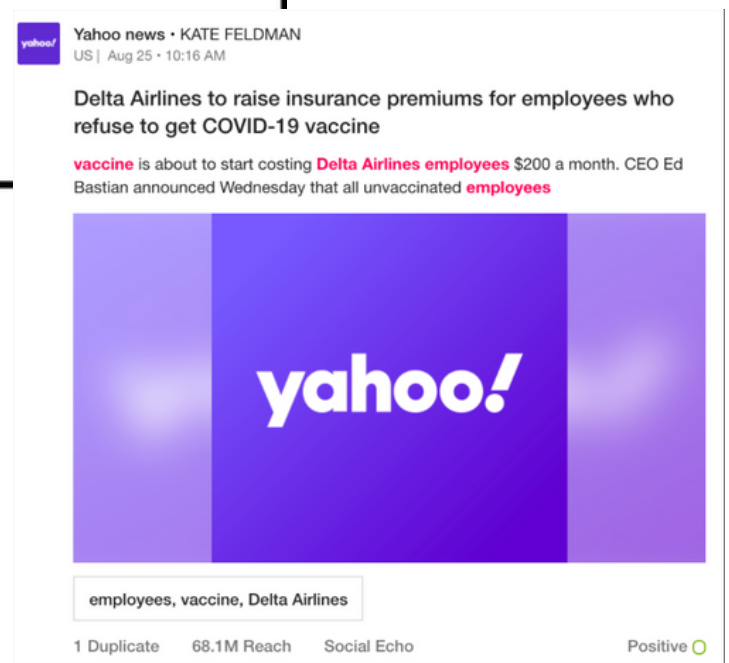 yahoo!
Yahoo news • KATE FELDMAN
US | Aug 25 • 10:16 AM
Delta Airlines to raise insurance premiums for employees who
refuse to get COVID-19 vaccine
vaccine is about to start costing Delta Airlines employees $200 a month. CEO Ed
Bastian announced Wednesday that all unvaccinated employees
yahoo!
employees, vaccine, Delta Airlines
1 Duplicate 68.1M Reach Social Echo Positive